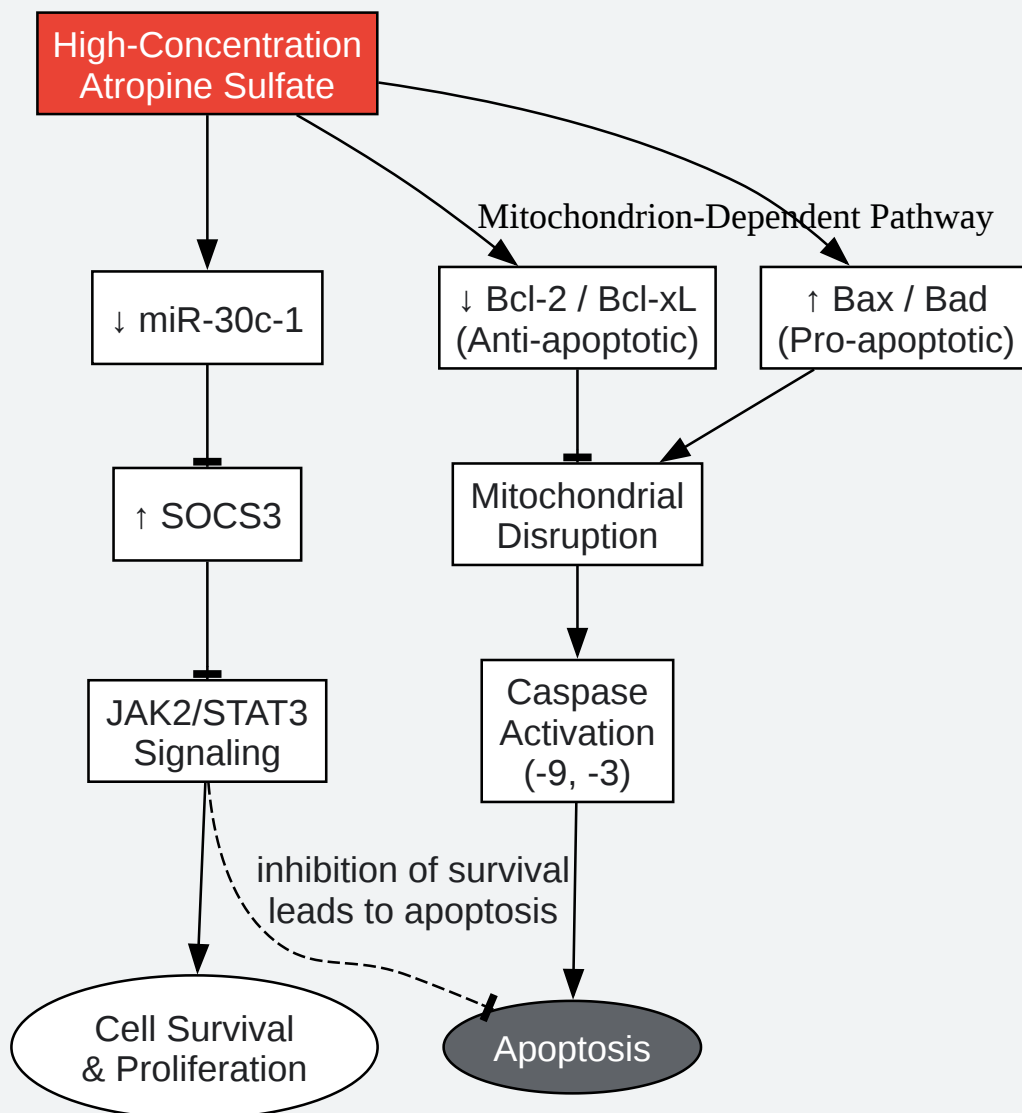 High-Concentration
Atropine Sulfate
Mitochondrion-Dependent Pathway
↓ miR-30c-1
↓ Bcl-2 / Bcl-xL
(Anti-apoptotic)
↑ Bax / Bad
(Pro-apoptotic)
↑ SOCS3
Mitochondrial
Disruption
JAK2/STAT3
Signaling
Caspase
Activation
(-9, -3)
inhibition of survival
leads to apoptosis
Cell Survival
& Proliferation
Apoptosis